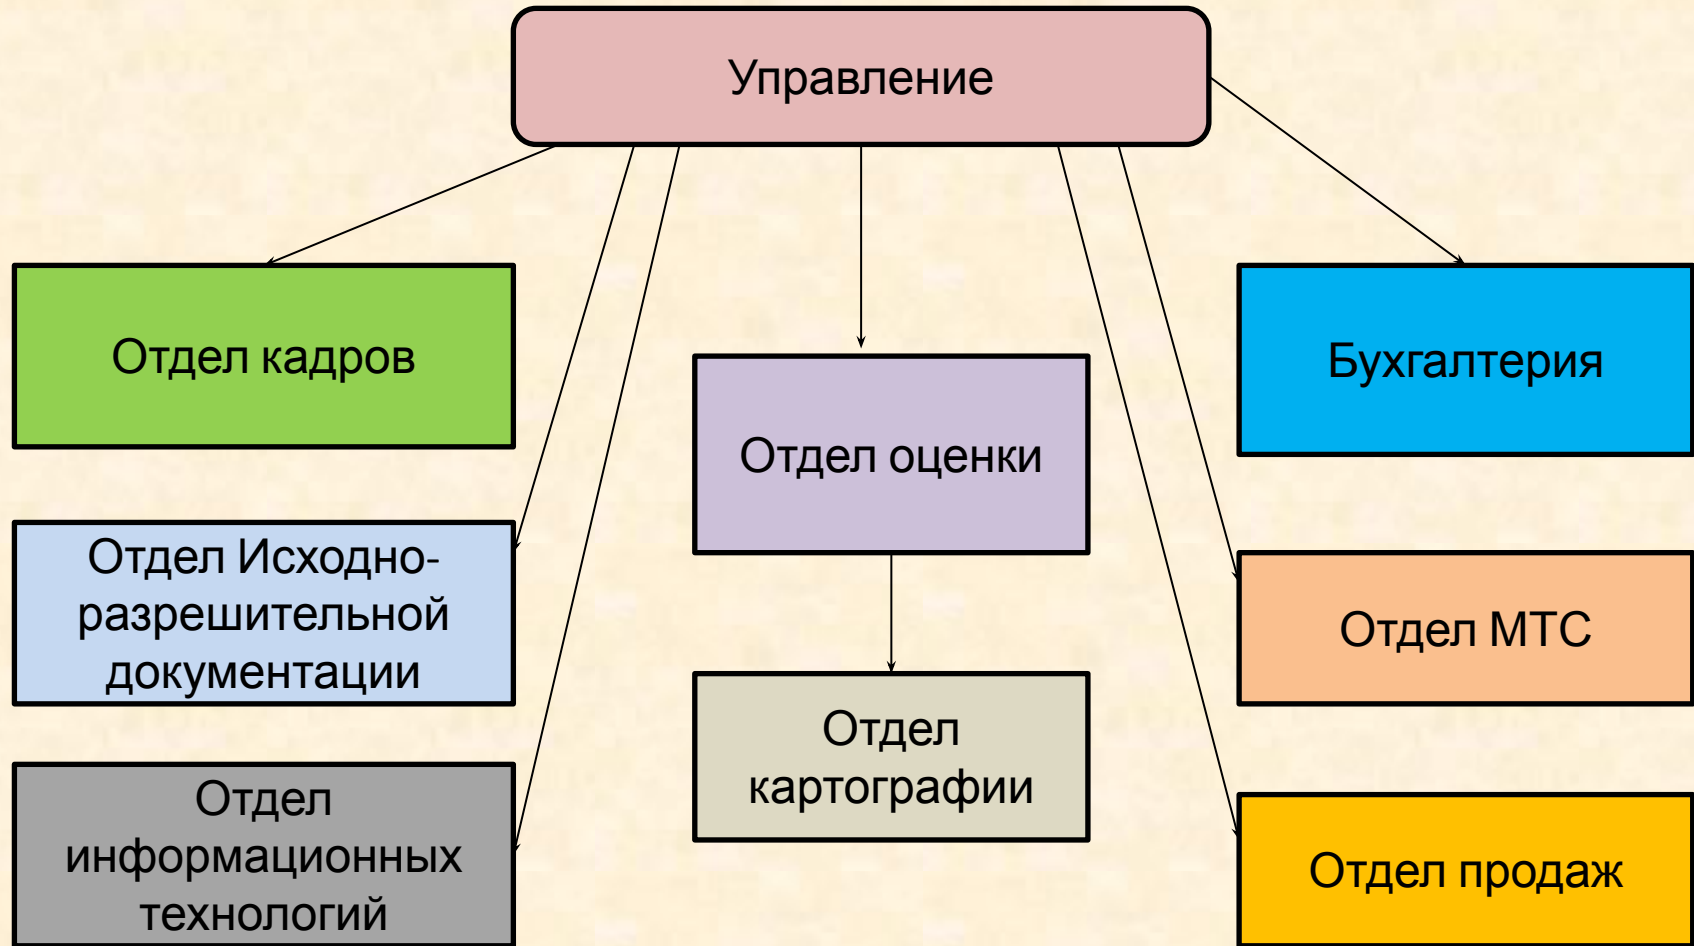 Управление
Отдел кадров
Бухгалтерия
Отдел оценки
Отдел Исходно-
разрешительной
документации
Отдел МТС
Отдел
картографии
Отдел
информационных
технологий
Отдел продаж